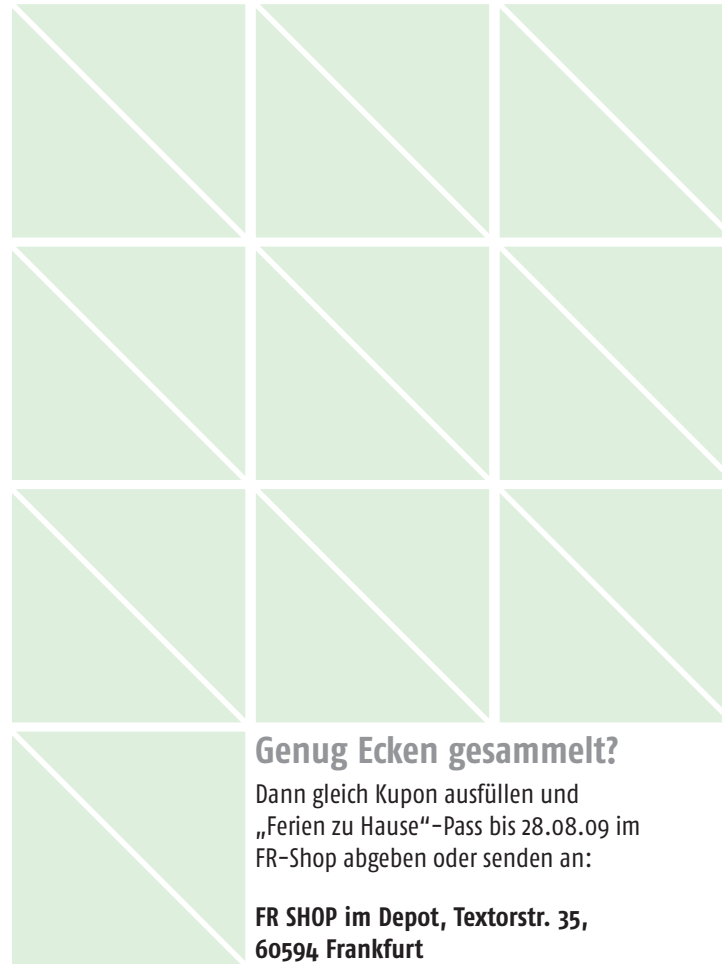 Genug Ecken gesammelt?
Dann gleich Kupon ausfüllen und
„Ferien zu Hause“-Pass bis 28.08.09 im
FR-Shop abgeben oder senden an:
FR SHOP im Depot, Textorstr. 35,
60594 Frankfurt